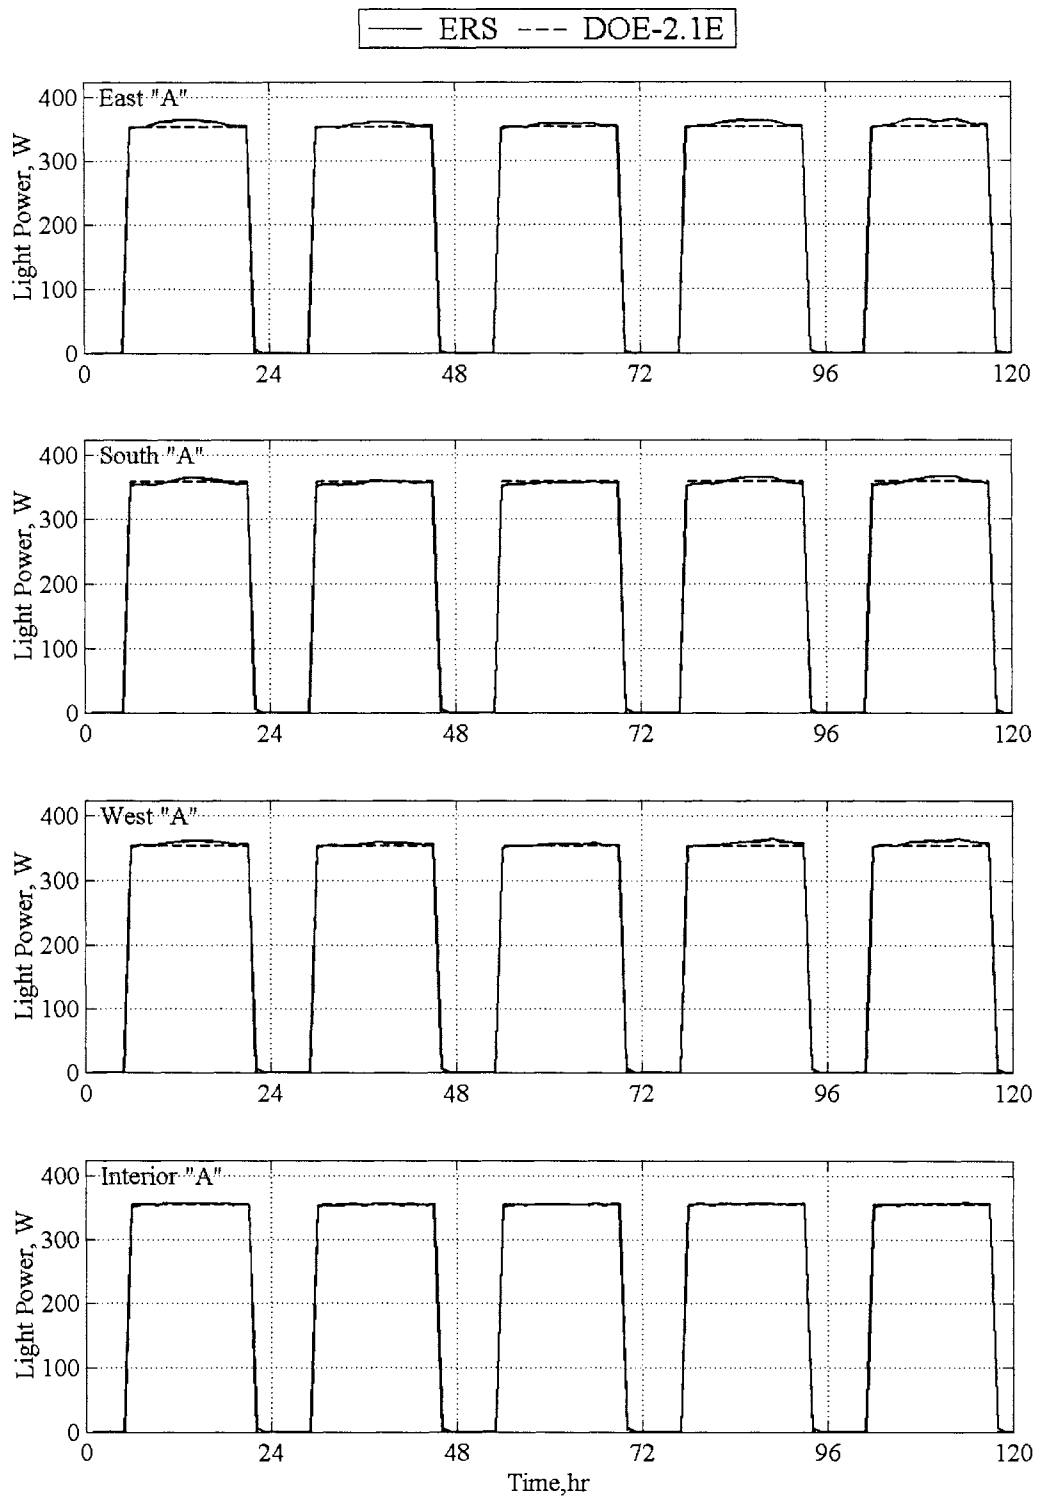 ERS DOE-2.1E
East "A"
Light Power, W
400
300
200
100
0
0 24 48 72 96 120
South "A"
Light Power, W
400
300
200
100
0
0 24 48 72 96 120
West "A"
Light Power, W
400
300
200
100
0
0 24 48 72 96 120
Interior "A"
Light Power, W
400
300
200
100
0
0 24 48 72 96 120
Time,hr